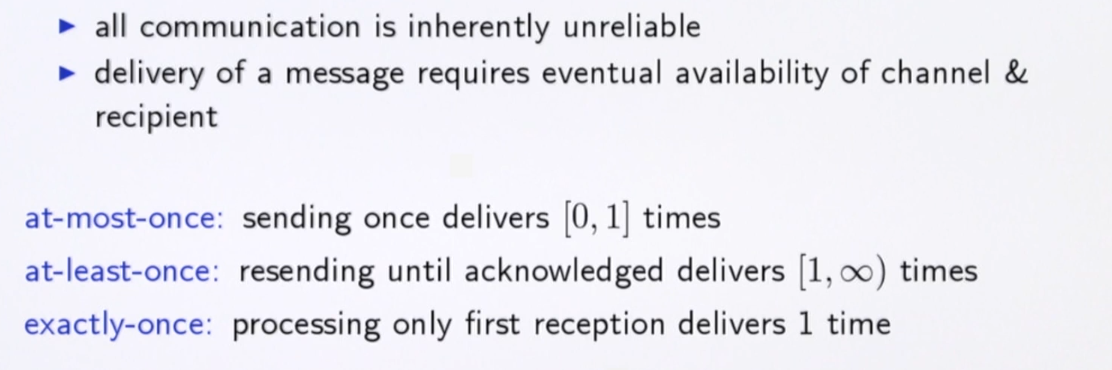 ▶ all communication is inherently unreliable
▶ delivery of a message requires eventual availability of channel &
recipient
at-most-once: sending once delivers [0, 1] times
at-least-once: resending until acknowledged delivers [1, ∞) times
exactly-once: processing only first reception delivers 1 time